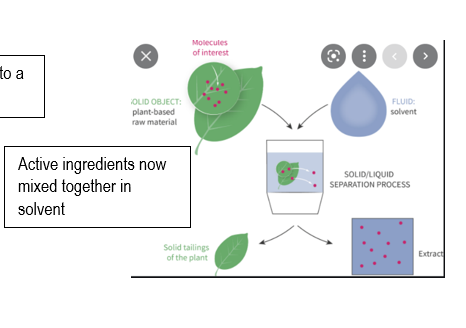 to a
Active ingredients now
mixed together in
solvent
Molecules
of interest
SOLID OBJECT:
plant-based
raw material
FLUID:
solvent
SOLID/LIQUID
SEPARATION PROCESS
Solid tailings
of the plant
Extract